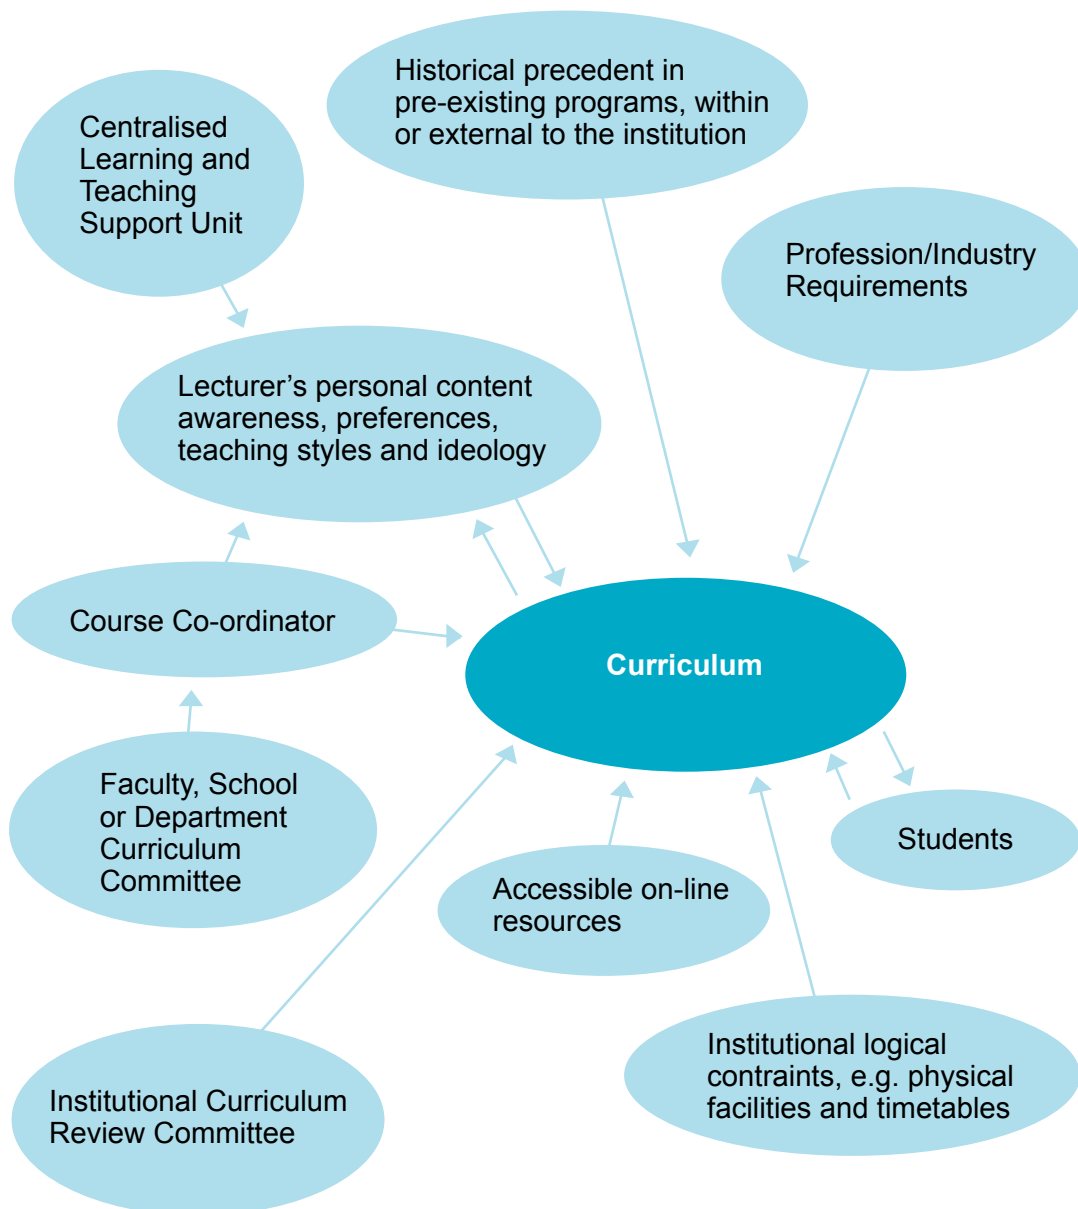 Historical precedent in
pre-existing programs, within
or external to the institution
Centralised
Learning and
Teaching
Support Unit
Profession/Industry
Requirements
Lecturer’s personal content
awareness, preferences,
teaching styles and ideology
Course Co-ordinator
Curriculum
Faculty, School
or Department
Curriculum
Committee
Students
Accessible on-line
resources
Institutional logical
contraints, e.g. physical
facilities and timetables
Institutional Curriculum
Review Committee